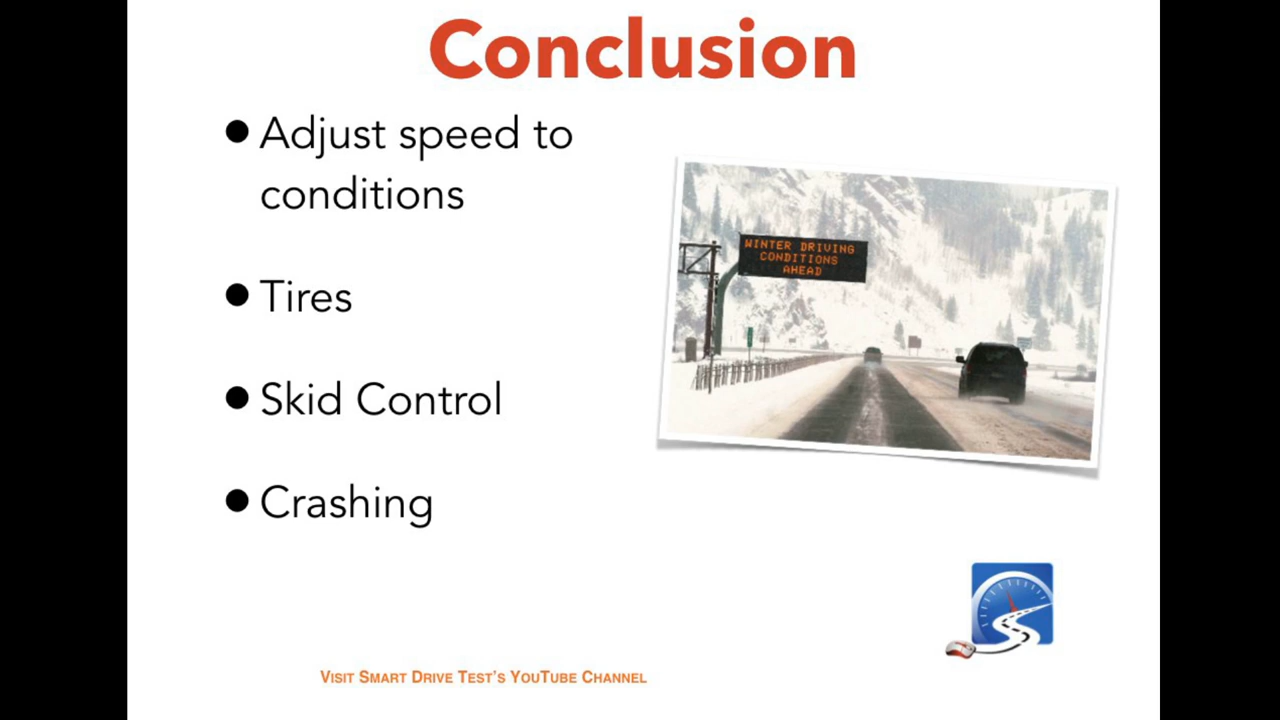 Conclusion
Adjust speed to
conditions
Tires
Skid Control
Crashing
WINTER DRIVING
CONDITIONS
AHEAD
VISIT SMART DRIVE TEST'S YOUTUBE CHANNEL